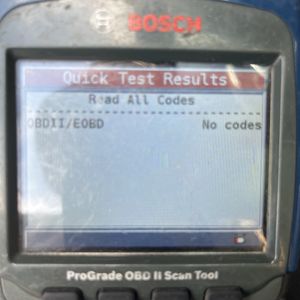 BOSCH
Quick Test Results
Read All Codes
OBDII/EOBD No codes
ProGrade OBD II Scan Tool